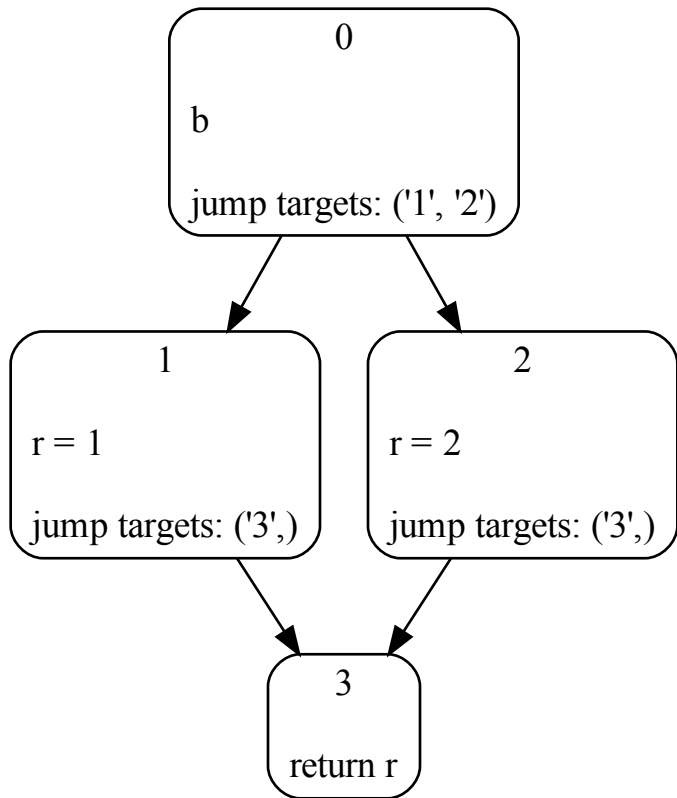 0
b
jump targets: ('1', '2')
1
r = 1
jump targets: ('3',)
2
r = 2
jump targets: ('3',)
3
return r